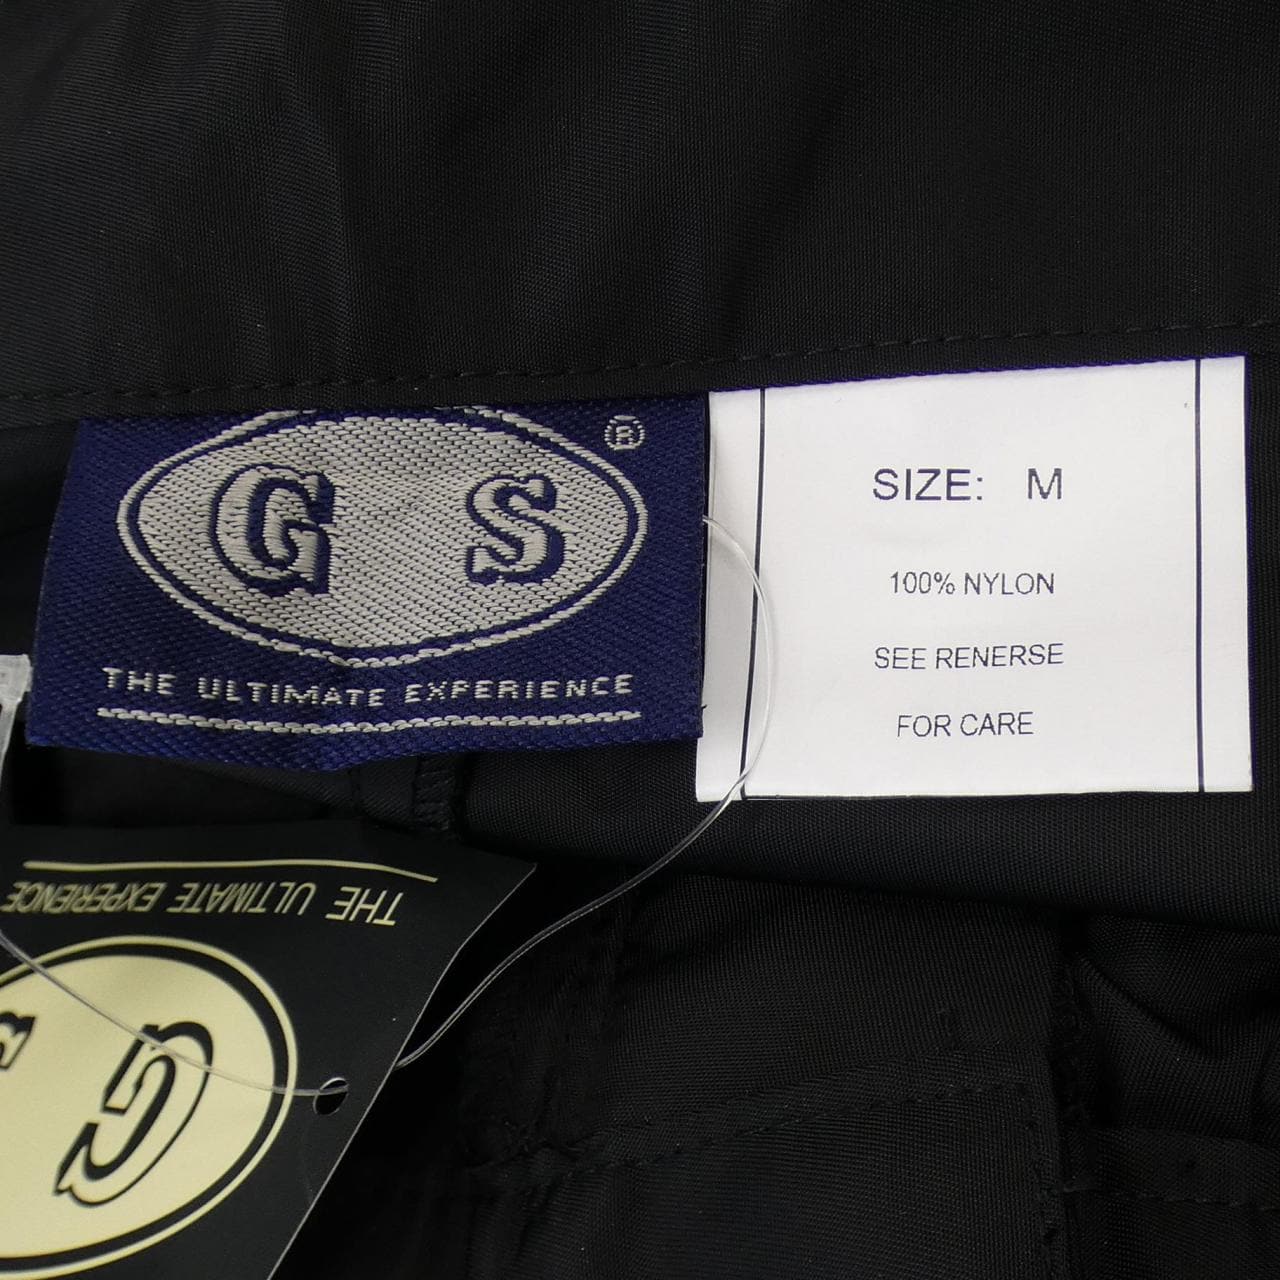 G S ®
THE ULTIMATE EXPERIENCE
SIZE: M
100% NYLON
SEE RENERSE
FOR CARE
THE ULTIMATE EXPERIENCE
G